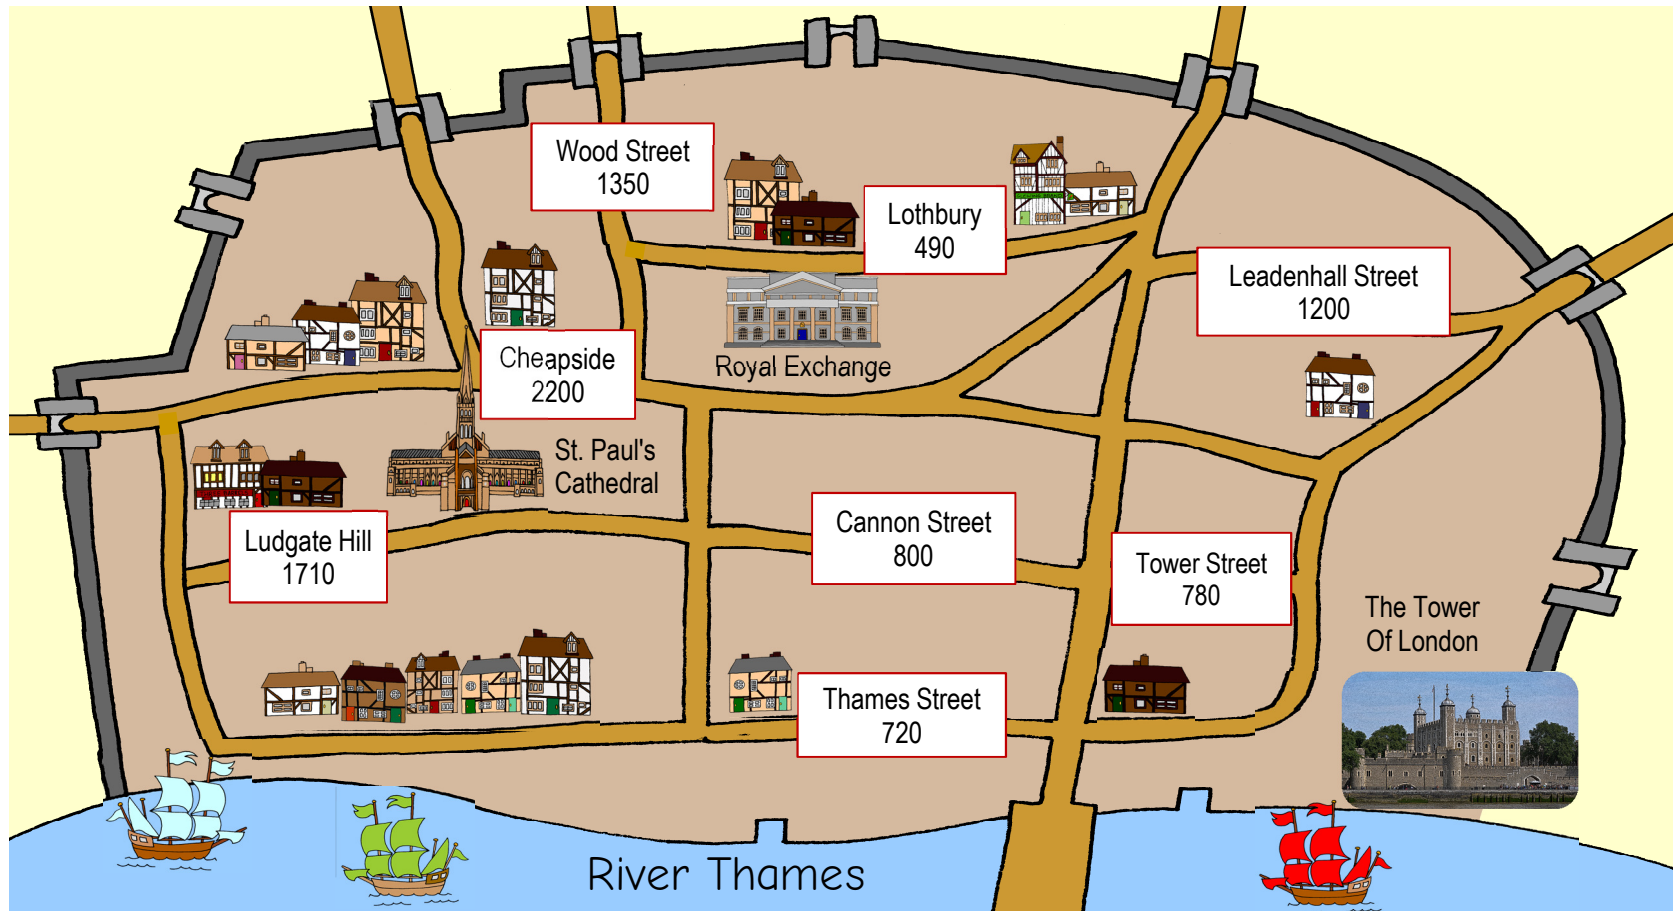 Wood Street
1350
Lothbury
490
Leadenhall Street
1200
Royal Exchange
Cheapside
2200
St. Paul's
Cathedral
Ludgate Hill
1710
Cannon Street
800
Tower Street
780
The Tower
Of London
Thames Street
720
River Thames